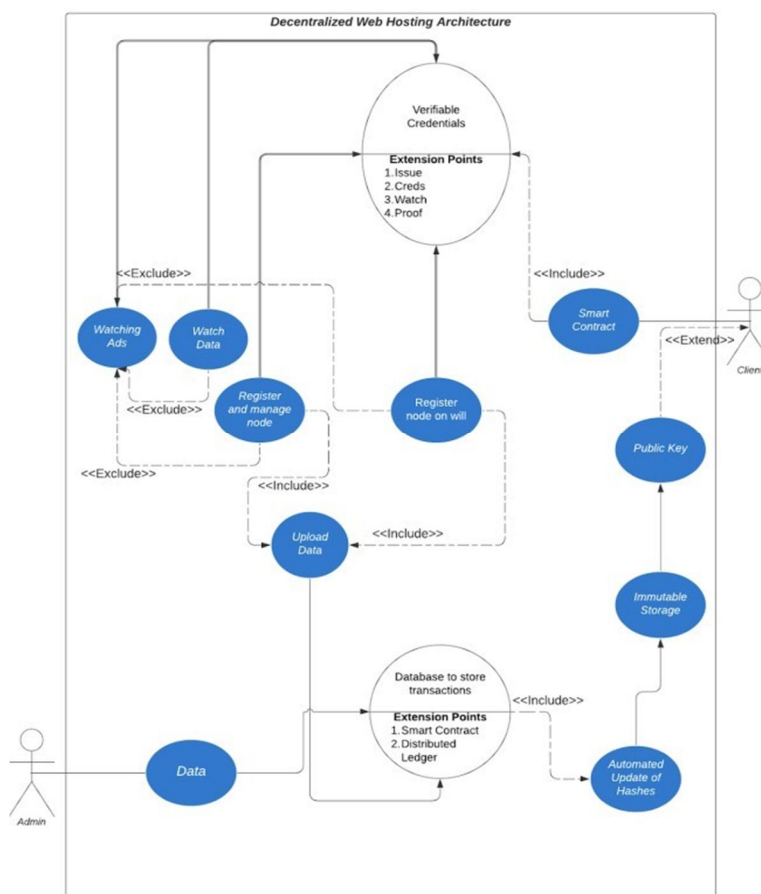 Decentralized Web Hosting Architecture
Verifiable
Credentials
Extension Points
1. Issue
2. Creds
3. Watch
4. Proof
<<Exclude>>
<<Include>>
Watching
Ads
Watch
Data
Smart
Contract
<<Extend>>
Client
Register
and manage
node
Register
node on will
<<Exclude>>
Public Key
<<Exclude>>
<<Include>>
<<Include>>
Upload
Data
Immutable
Storage
Database to store
transactions
<<Include>>
Extension Points
1. Smart Contract
2. Distributed
Ledger
Data
Automated
Update of
Hashes
Admin